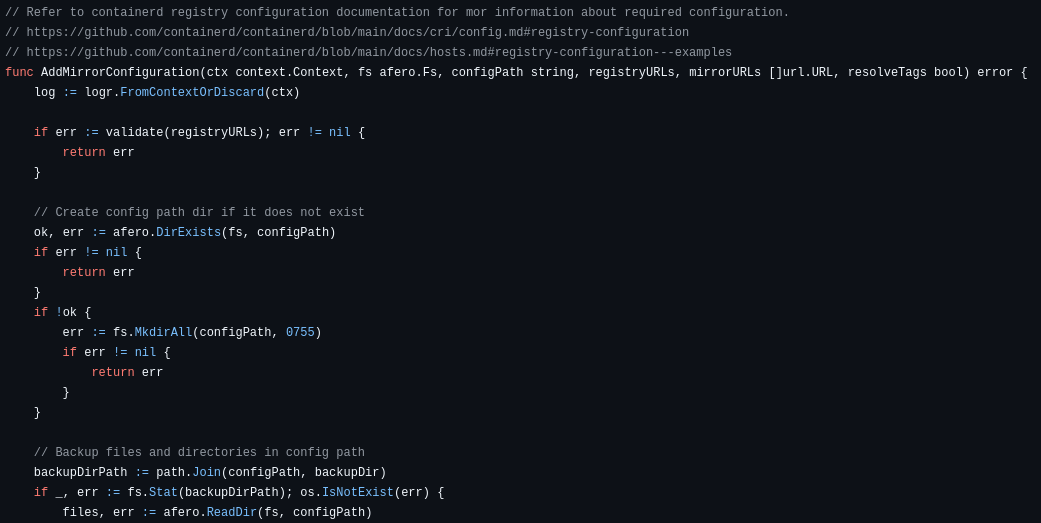 // Refer to containerd registry configuration documentation for mor information about required configuration.
// https://github.com/containerd/containerd/blob/main/docs/cri/config.md#registry-configuration
// https://github.com/containerd/containerd/blob/main/docs/hosts.md#registry-configuration---examples
func AddMirrorConfiguration(ctx context.Context, fs afero.Fs, configPath string, registryURLs, mirrorURLs []url.URL, resolveTags bool) error {
    log := logr.FromContextOrDiscard(ctx)

    if err := validate(registryURLs); err != nil {
        return err
    }

    // Create config path dir if it does not exist
    ok, err := afero.DirExists(fs, configPath)
    if err != nil {
        return err
    }
    if !ok {
        err := fs.MkdirAll(configPath, 0755)
        if err != nil {
            return err
        }
    }

    // Backup files and directories in config path
    backupDirPath := path.Join(configPath, backupDir)
    if _, err := fs.Stat(backupDirPath); os.IsNotExist(err) {
        files, err := afero.ReadDir(fs, configPath)